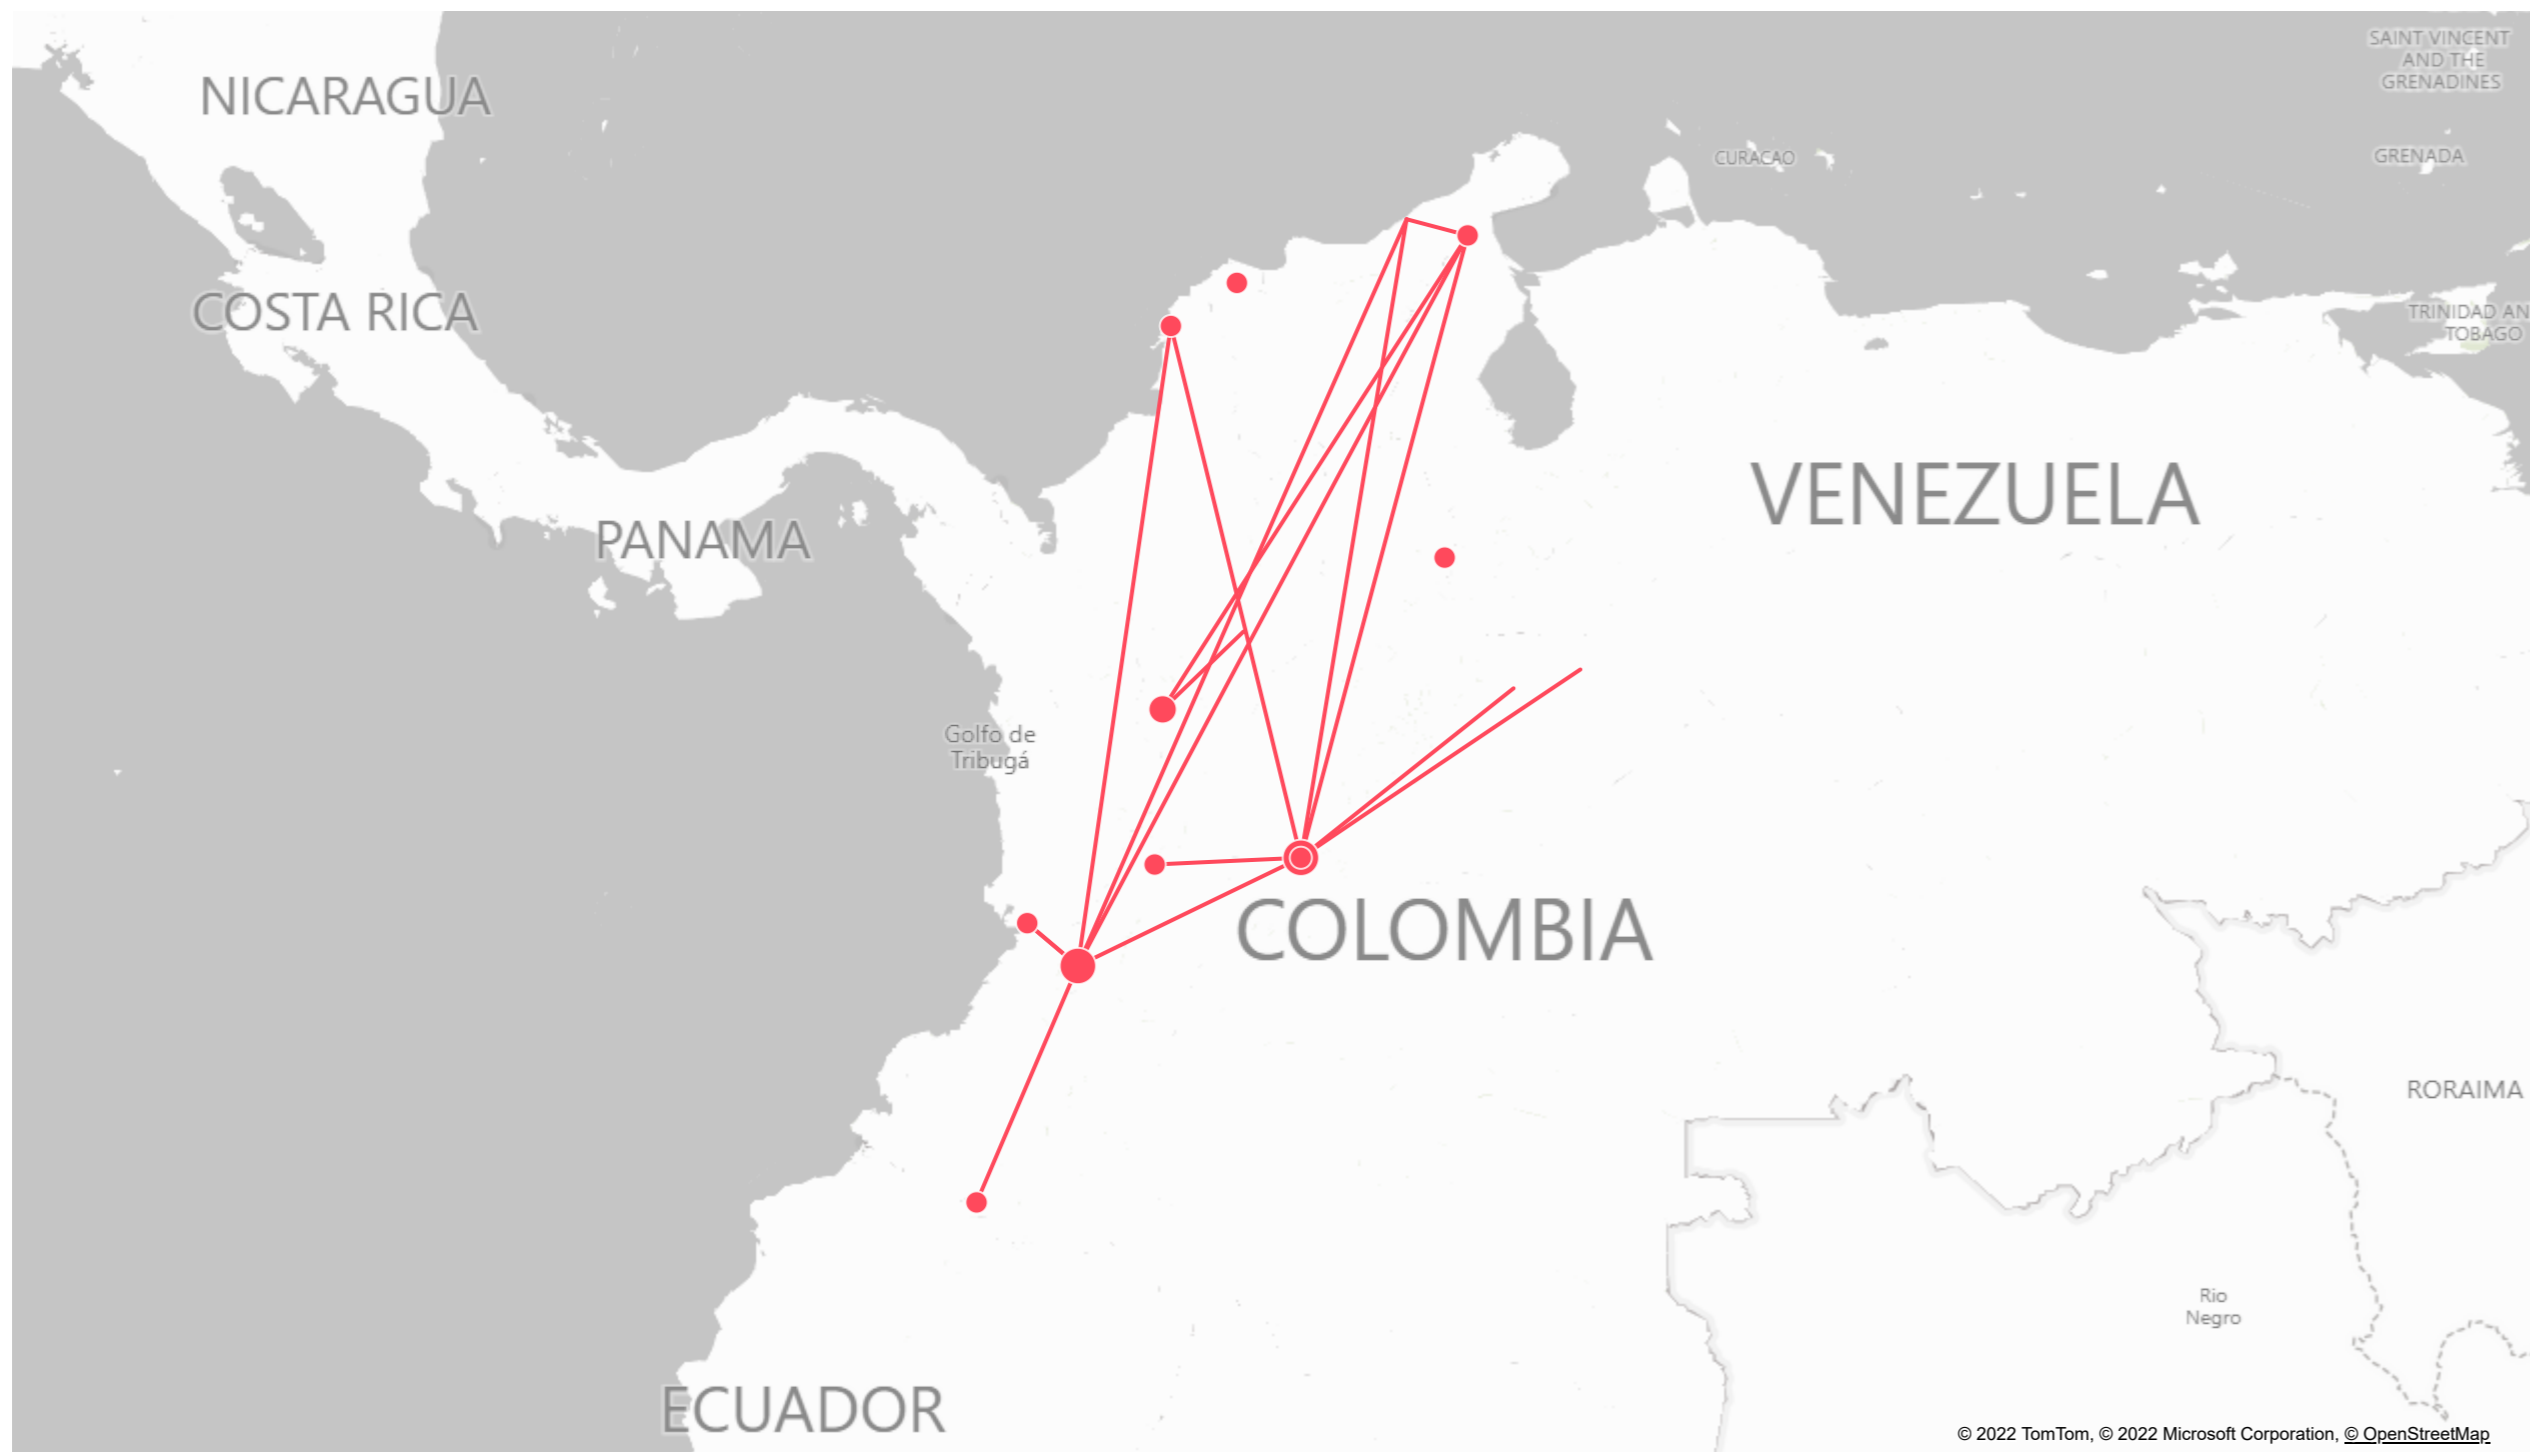 SAINT VINCENT
AND THE
GRENADINES
NICARAGUA
CURACAO
GRENADA
COSTA RICA
TRINIDAD AN
TOBAGO
VENEZUELA
PANAMA
Golfo de
Tribugá
COLOMBIA
RORAIMA
Rio
Negro
ECUADOR
© 2022 TomTom, © 2022 Microsoft Corporation, © OpenStreetMap